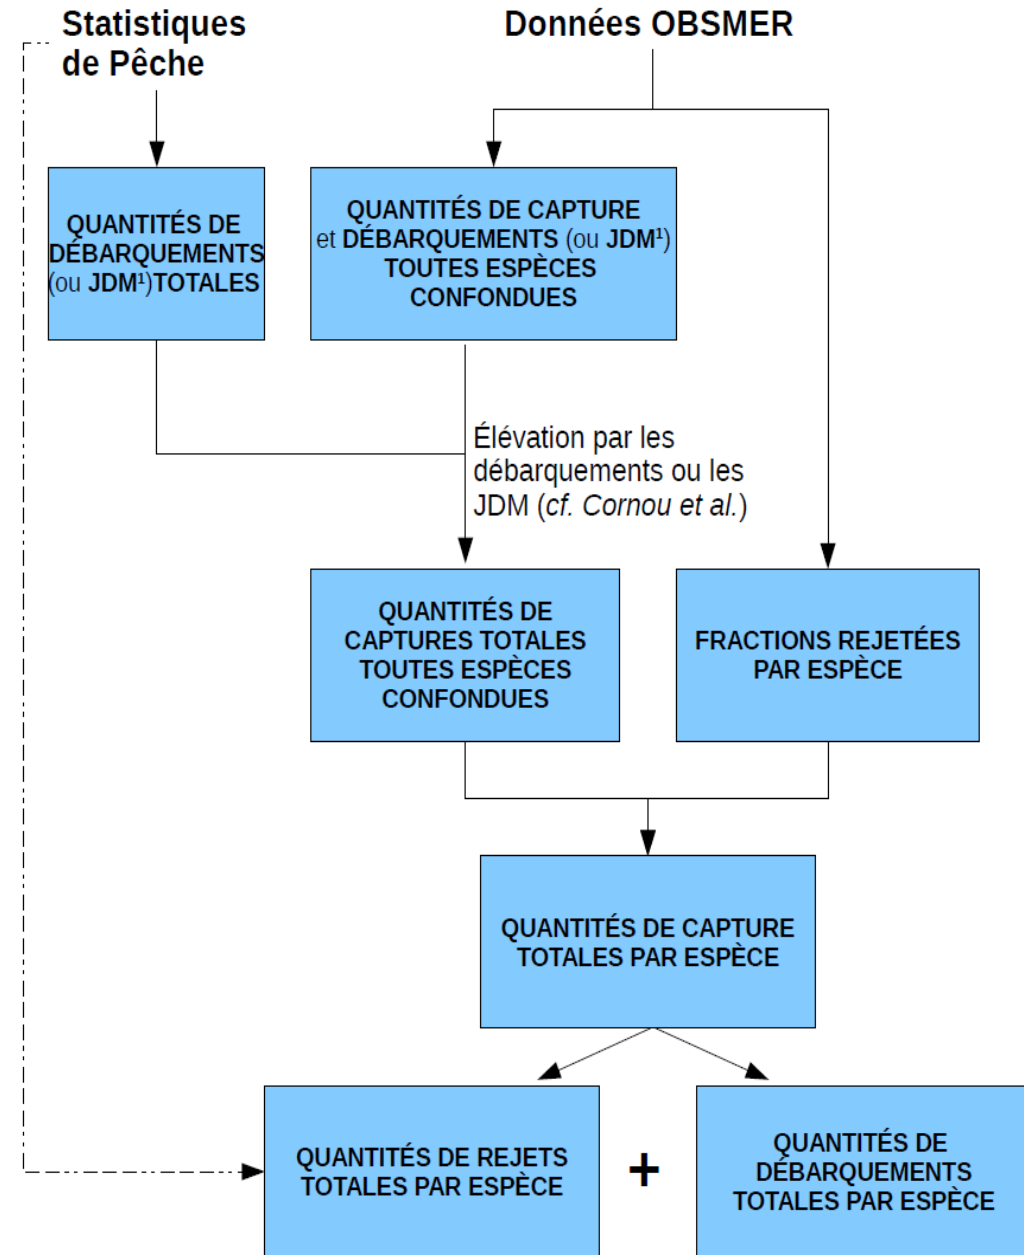 Statistiques
de Pêche
Données OBSMER
QUANTITÉS DE
DÉBARQUEMENTS
(ou JDM¹)TOTALES
QUANTITÉS DE CAPTURE
et DÉBARQUEMENTS (ou JDM¹)
TOUTES ESPÈCES
CONFONDUES
Élévation par les
débarquements ou les
JDM (cf. Cornou et al.)
QUANTITÉS DE
CAPTURES TOTALES
TOUTES ESPÈCES
CONFONDUES
FRACTIONS REJETÉES
PAR ESPÈCE
QUANTITÉS DE CAPTURE
TOTALES PAR ESPÈCE
QUANTITÉS DE REJETS
TOTALES PAR ESPÈCE
+
QUANTITÉS DE
DÉBARQUEMENTS
TOTALES PAR ESPÈCE